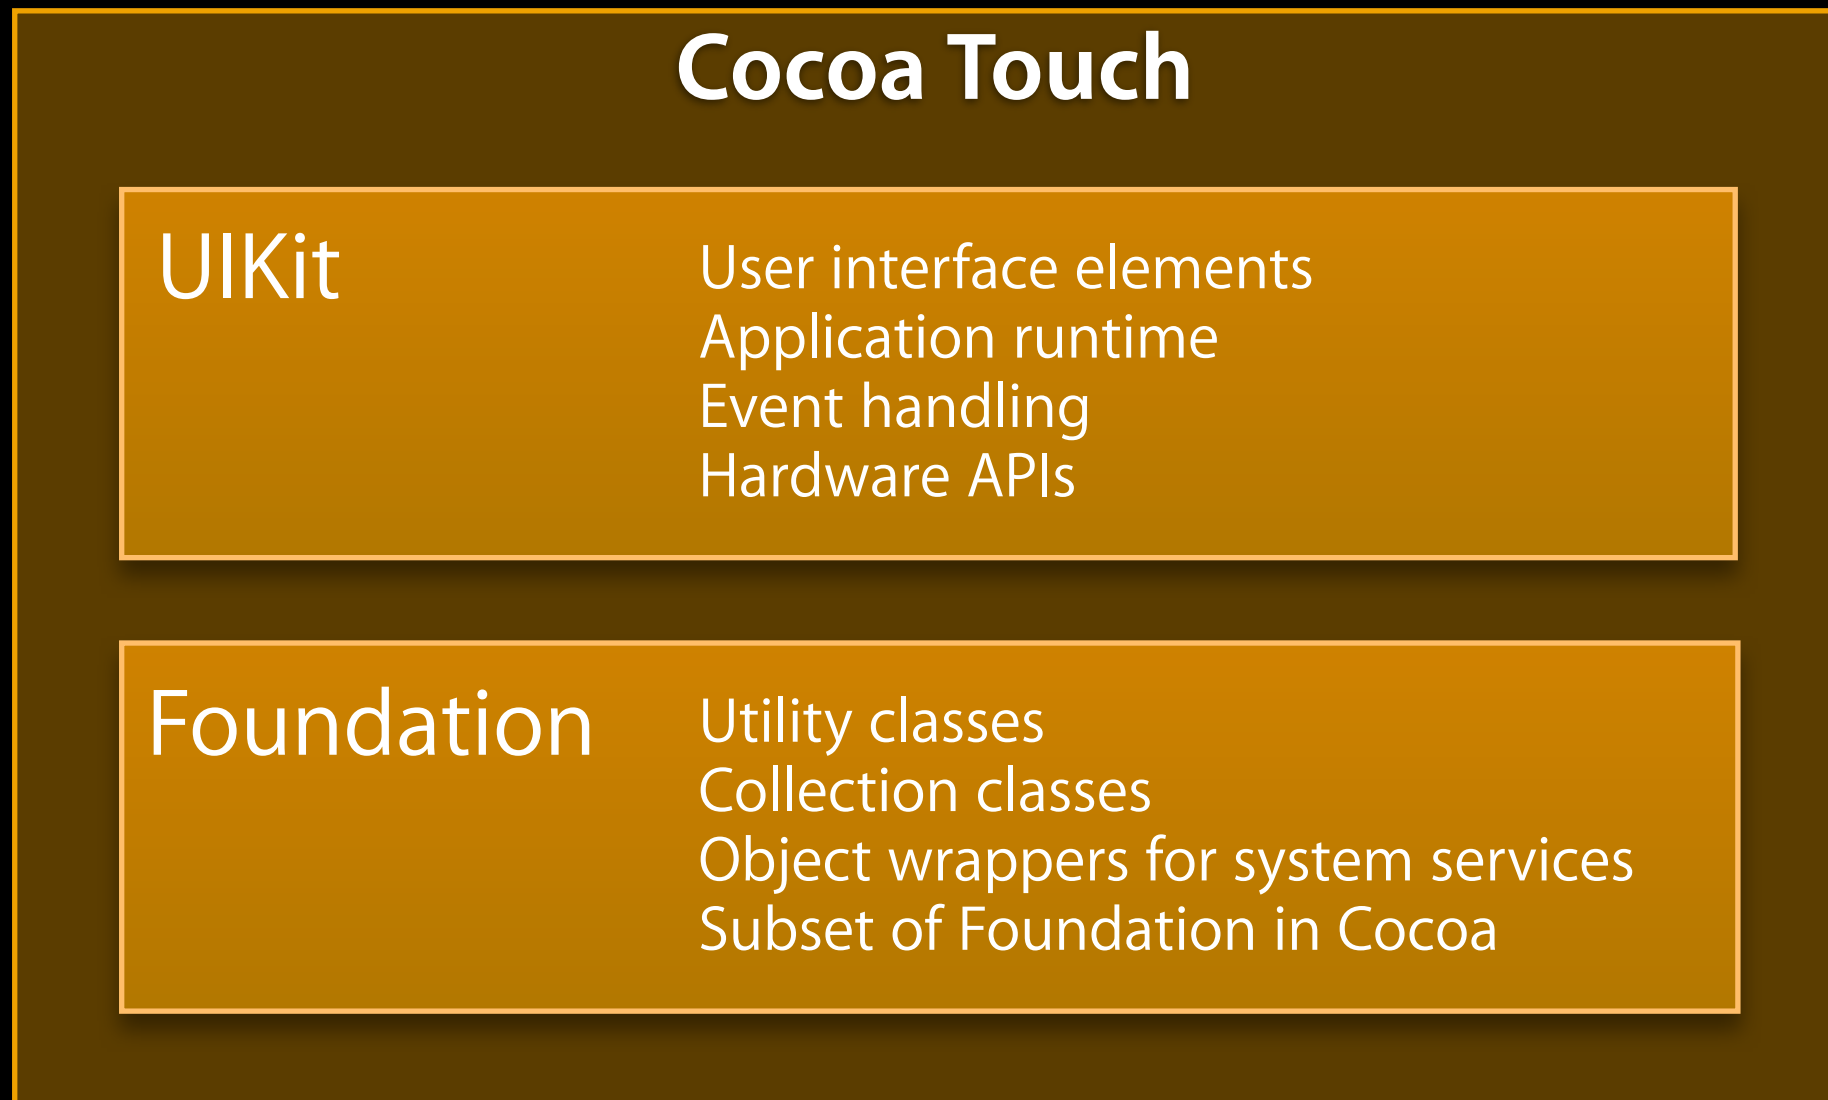 Cocoa Touch
UIKit
User interface elements
Application runtime
Event handling
Hardware APIs
Foundation
Utility classes
Collection classes
Object wrappers for system services
Subset of Foundation in Cocoa